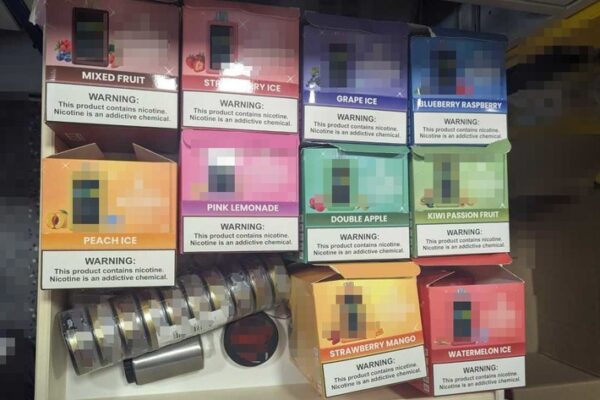 MIXED FRUIT
WARNING:
This product contains nicotine.
Nicotine is an addictive chemical.
STRAWBERRY ICE
WARNING:
This product contains nicotine.
Nicotine is an addictive chemical.
GRAPE ICE
WARNING:
This product contains nicotine.
Nicotine is an addictive chemical.
BLUEBERRY RASPBERRY
WARNING:
This product contains nicotine.
Nicotine is an addictive chemical.
PEACH ICE
WARNING:
This product contains nicotine.
Nicotine is an addictive chemical.
PINK LEMONADE
WARNING:
This product contains nicotine.
Nicotine is an addictive chemical.
DOUBLE APPLE
WARNING:
This product contains nicotine.
Nicotine is an addictive chemical.
KIWI PASSION FRUIT
WARNING:
This product contains nicotine.
Nicotine is an addictive chemical.
STRAWBERRY MANGO
WARNING:
This product contains nicotine.
Nicotine is an addictive chemical.
WATERMELON ICE
WARNING:
This product contains nicotine.
Nicotine is an addictive chemical.